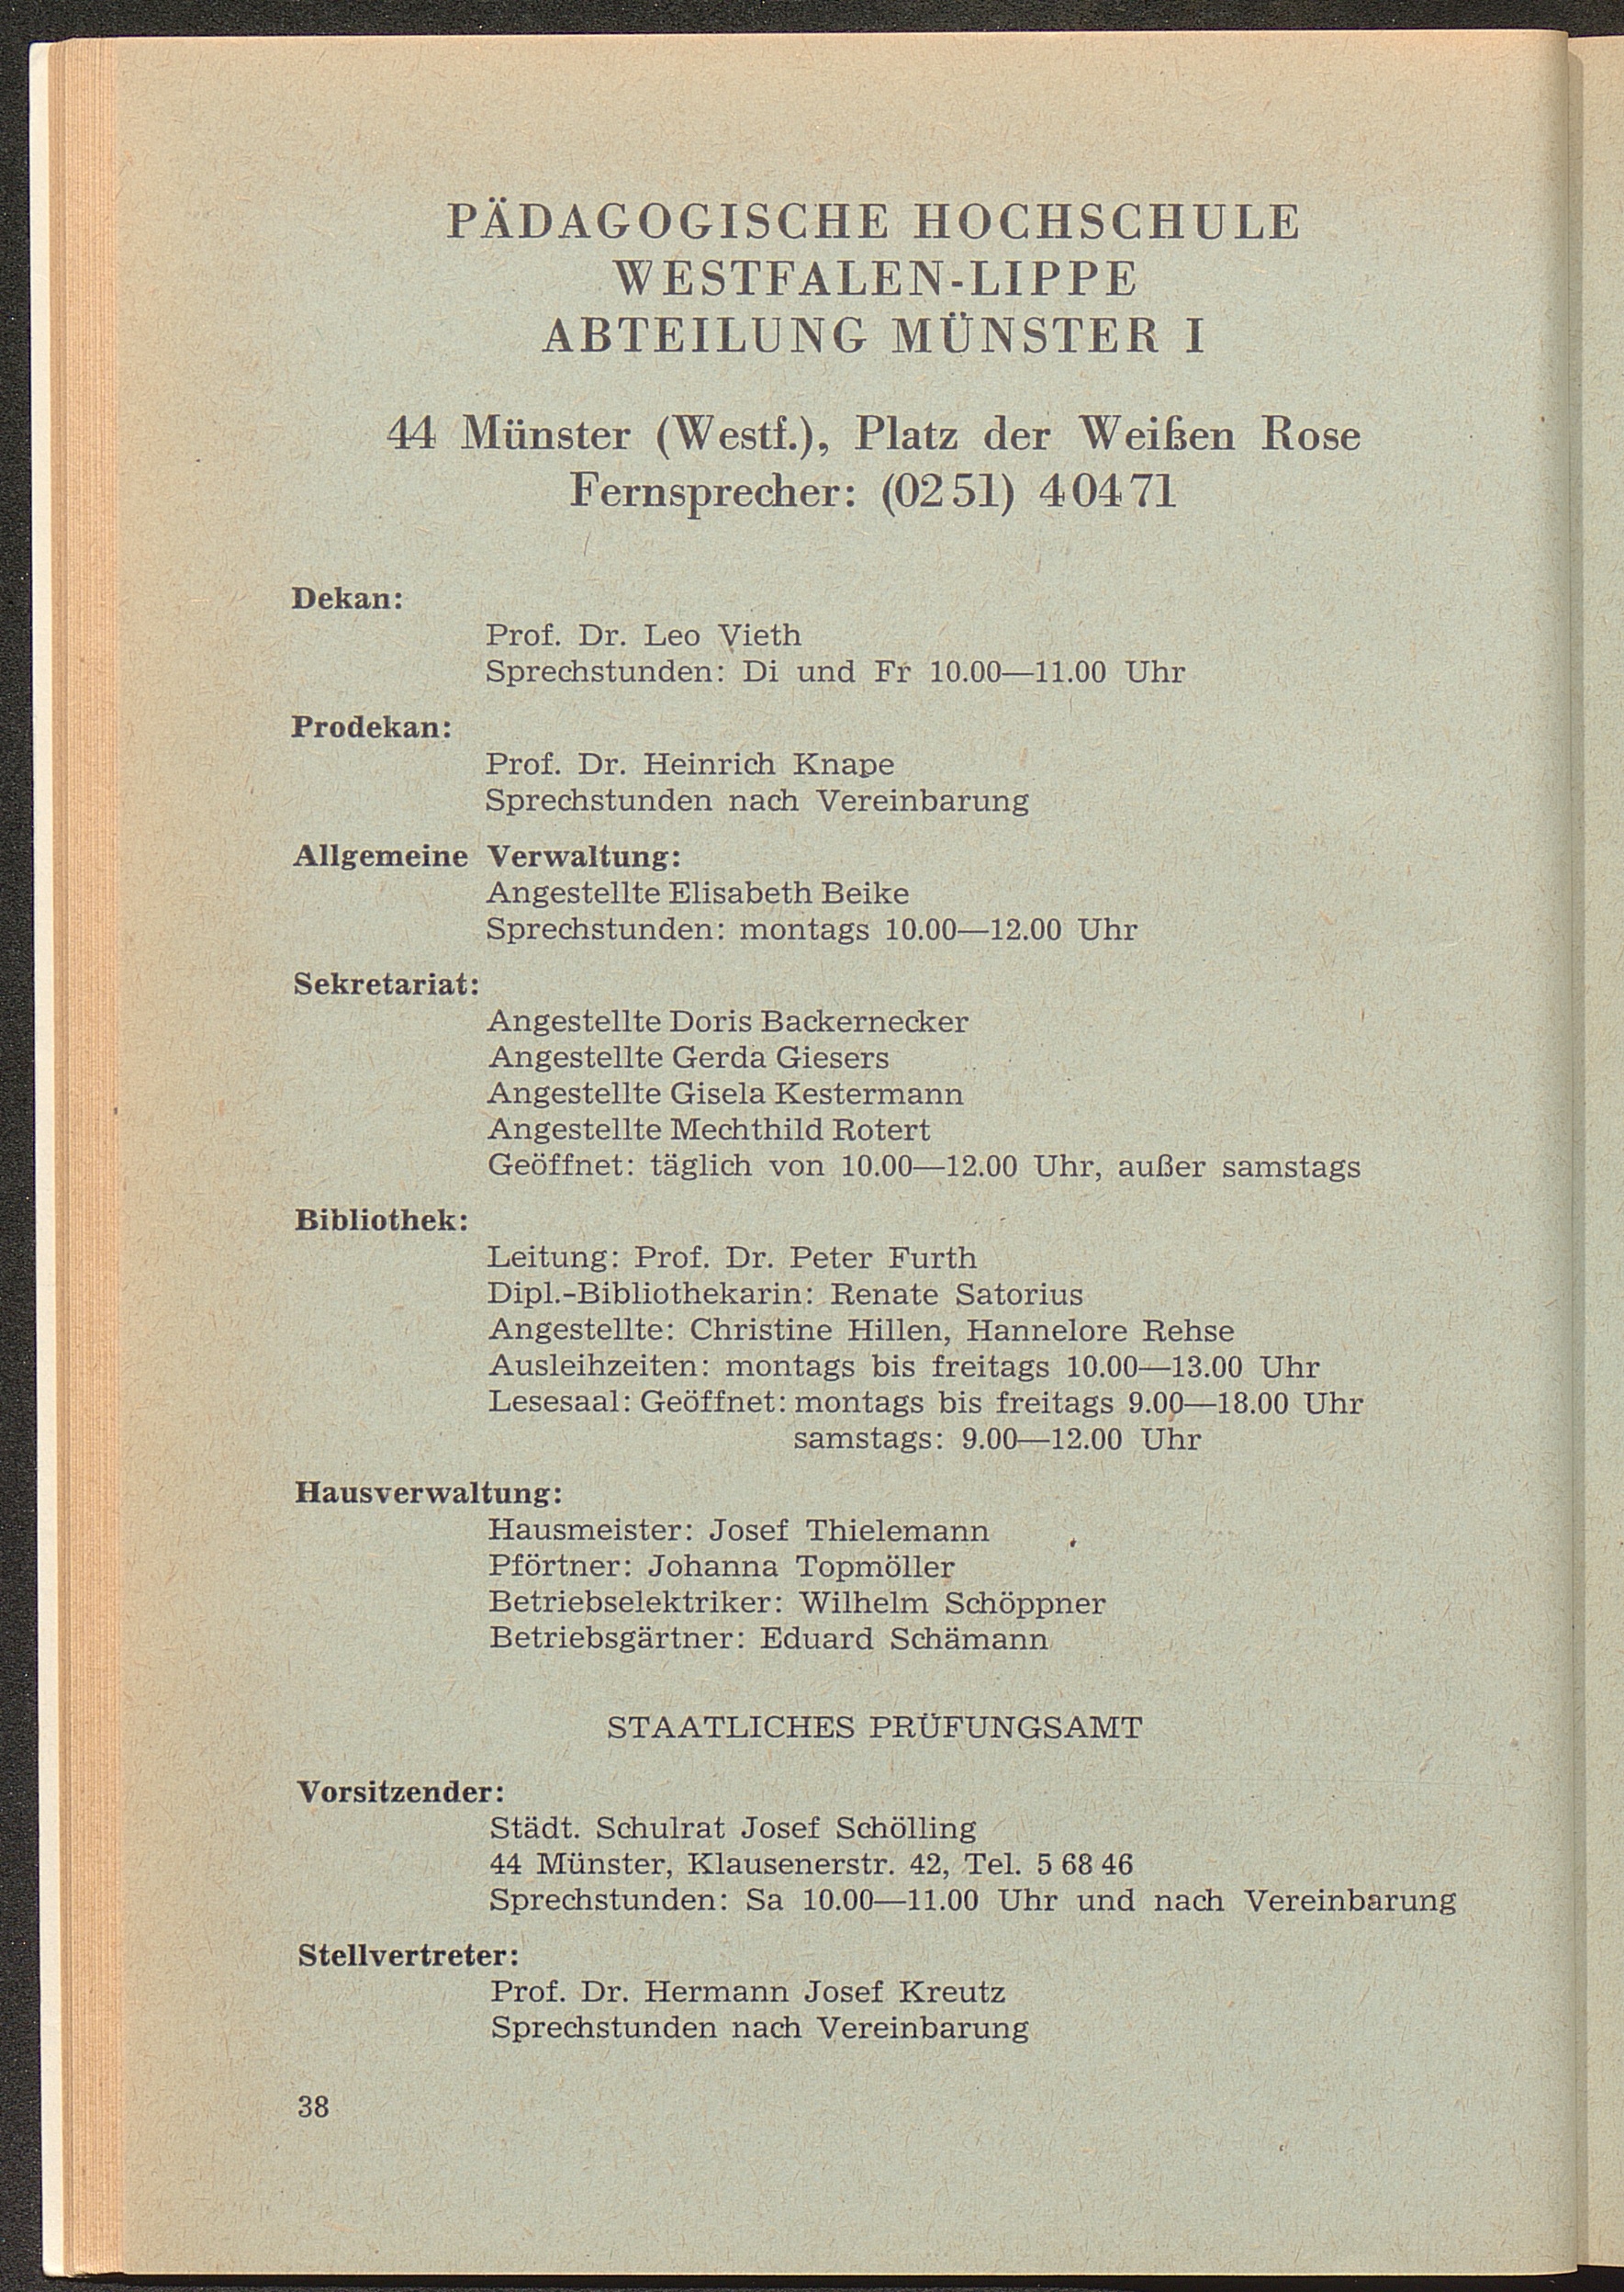 PÄDAGOGISCHE HOCHSCHULE
WESTFALEN-LIPPE
ABTEILUNG MÜNSTER I
44 Münster (Westf.), Platz der Weißen Rose
Fernsprecher: (02 51) 4 04 71
Dekan:
Prof. Dr. Leo Vieth
Sprechstunden: Di und Fr 10.00—11.00 Uhr
Prodekan:
Prof. Dr. Heinrich Knape
Sprechstunden nach Vereinbarung
Allgemeine Verwaltung:
Angestellte Elisabeth Beike
Sprechstunden: montags 10.00—12.00 Uhr
Sekretariat:
Angestellte Doris Backernecker
Angestellte Gerda Giesers
Angestellte Gisela Kestermann
Angestellte Mechthild Rotert
Geöffnet: täglich von 10.00—12.00 Uhr, außer samstags
Bibliothek:
Leitung: Prof. Dr. Peter Furth
Dipl.-Bibliothekarin: Renate Satorius
Angestellte: Christine Hillen, Hannelore Rehse
Ausleihzeiten: montags bis freitags 10.00—13.00 Uhr
Lesesaal: Geöffnet: montags bis freitags 9.00—18.00 Uhr
samstags: 9.00—12.00 Uhr
Hausverwaltung:
Hausmeister: Josef Thielemann
Pförtner: Johanna Topmöller
Betriebselektriker: Wilhelm Schöppner
Betriebsgärtner: Eduard Schämann
STAATLICHES PRÜFUNGSAMT
Vorsitzender:
Städt. Schulrat Josef Schölling
44 Münster, Klausenerstr. 42, Tel. 5 68 46
Sprechstunden: Sa 10.00—11.00 Uhr und nach Vereinbarung
Stellvertreter:
Prof. Dr. Hermann Josef Kreutz
Sprechstunden nach Vereinbarung
38